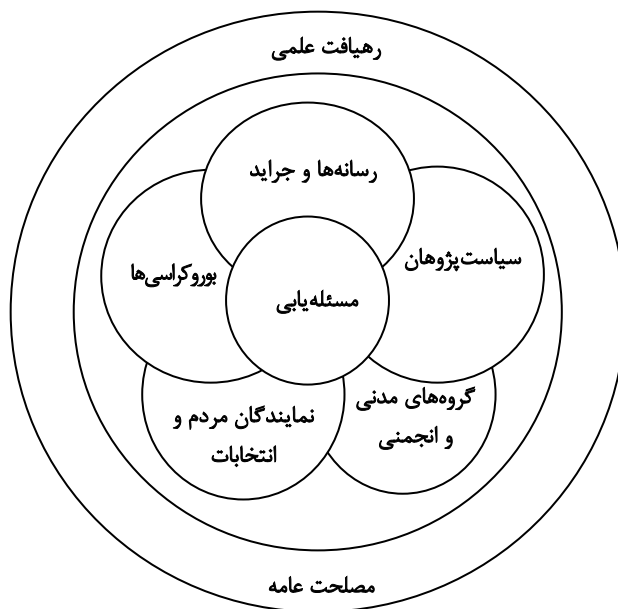 رهیافت علمی
رسانه‌ها و جراید
سیاست‌پژوهان
بوروکراسی‌ها
مسئله‌یابی
گروه‌های مدنی
و انجمنی
نمایندگان مردم و
انتخابات
مصلحت عامه